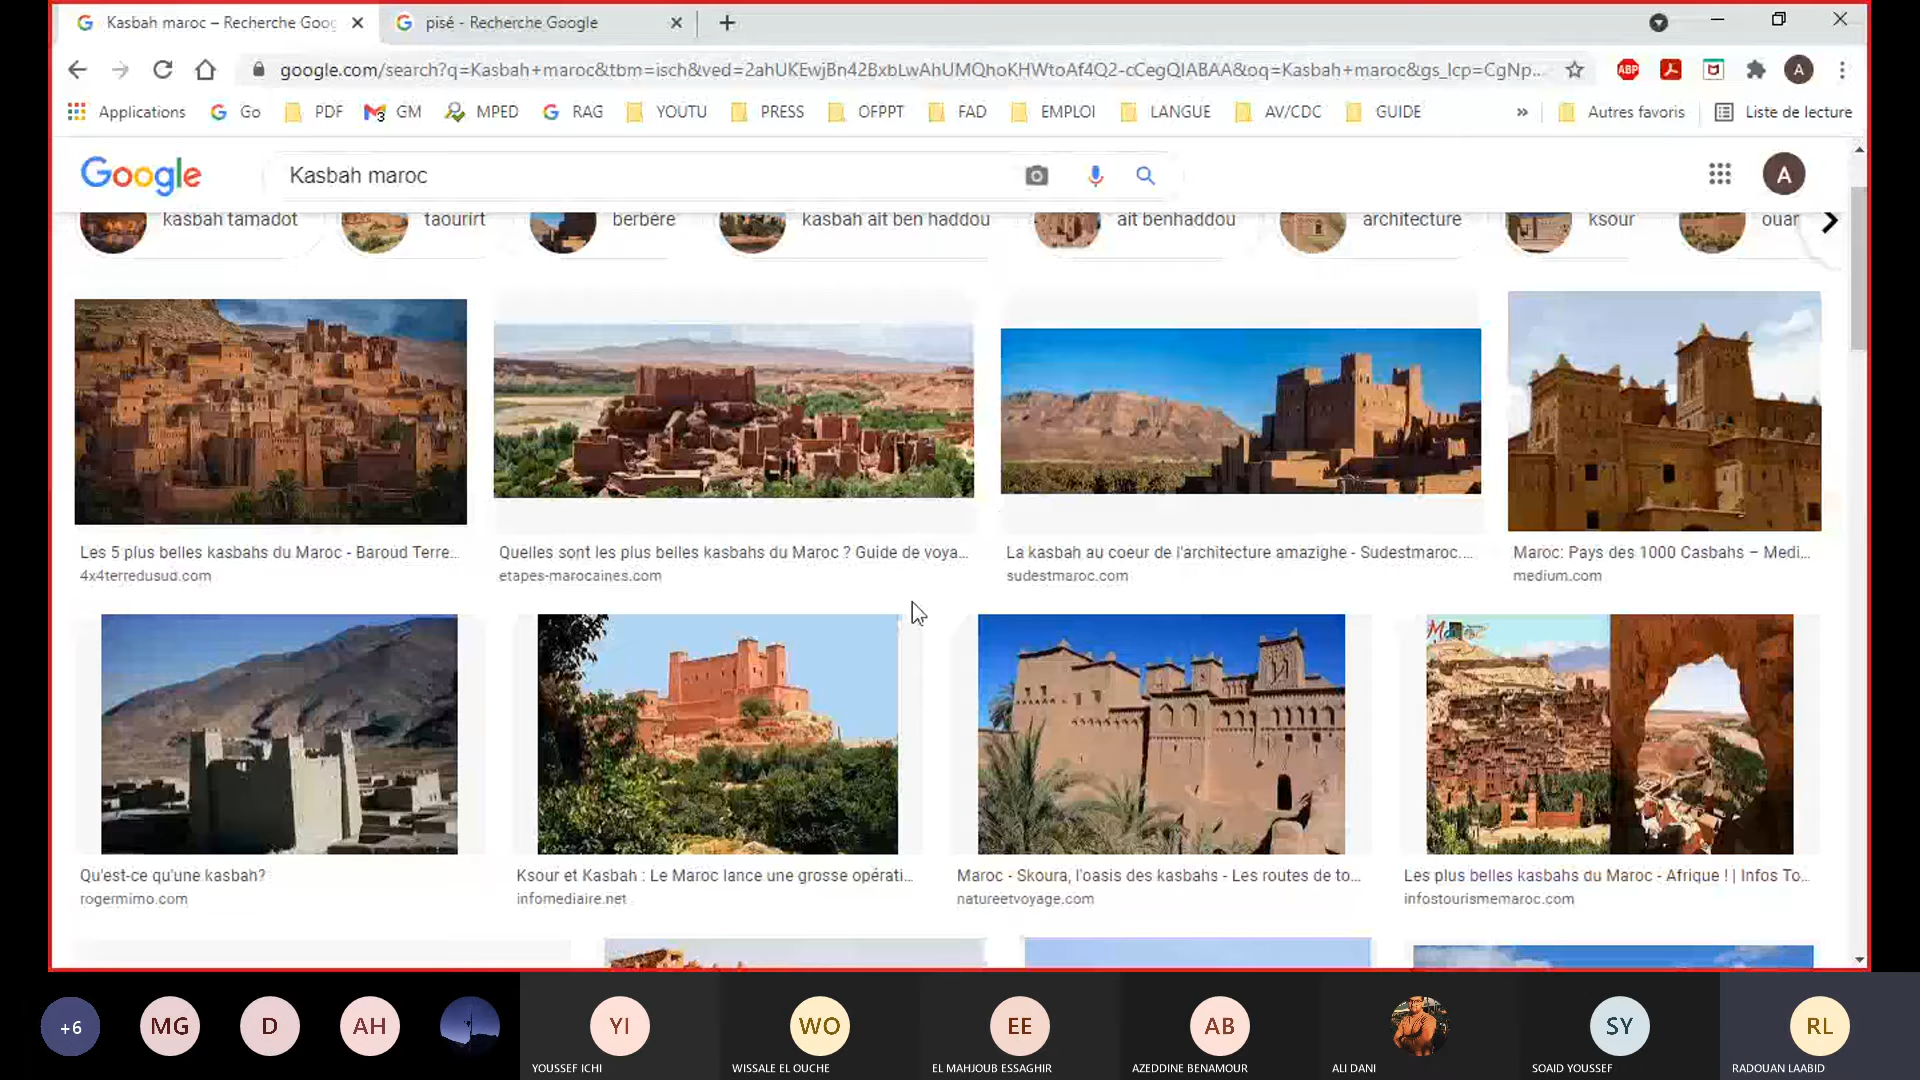 Kasbah maroc – Recherche Goog
pisé - Recherche Google
google.com/search?q=Kasbah+maroc&tbm=isch&ved=2ahUKEwjBn42BxbLwAhUMQhoKHWtoAf4Q2-cCegQIABAA&oq=Kasbah+maroc&gs_lcp=CgNp...
ABP
A
Applications
Go
PDF
GM
MPED
RAG
YOUTU
PRESS
OFPPT
FAD
EMPLOI
LANGUE
AV/CDC
GUIDE
»
Autres favoris
Liste de lecture
Google
Kasbah maroc
A
kasbah tamadot
taourirt
berbere
kasbah ait ben haddou
ait benhaddou
architecture
ksour
ouar
Les 5 plus belles kasbahs du Maroc - Baroud Terre...
4x4terredusud.com
Quelles sont les plus belles kasbahs du Maroc ? Guide de voya...
etapes-marocaines.com
La kasbah au coeur de l'architecture amazighe - Sudestmaroc....
sudestmaroc.com
Maroc: Pays des 1000 Casbahs – Medi...
medium.com
Qu'est-ce qu'une kasbah?
rogermimo.com
Ksour et Kasbah : Le Maroc lance une grosse opérati...
infomediaire.net
Maroc - Skoura, l'oasis des kasbahs - Les routes de to...
natureetvoyage.com
Les plus belles kasbahs du Maroc - Afrique ! | Infos To...
infostourismemaroc.com
+6
MG
D
AH
YI
YOUSSEF ICHI
WO
WISSALE EL OUCHE
EE
EL MAHJOUB ESSAGHIR
AB
AZEDDINE BENAMOUR
ALI DANI
SY
SOAID YOUSSEF
RL
RADOUAN LAABID